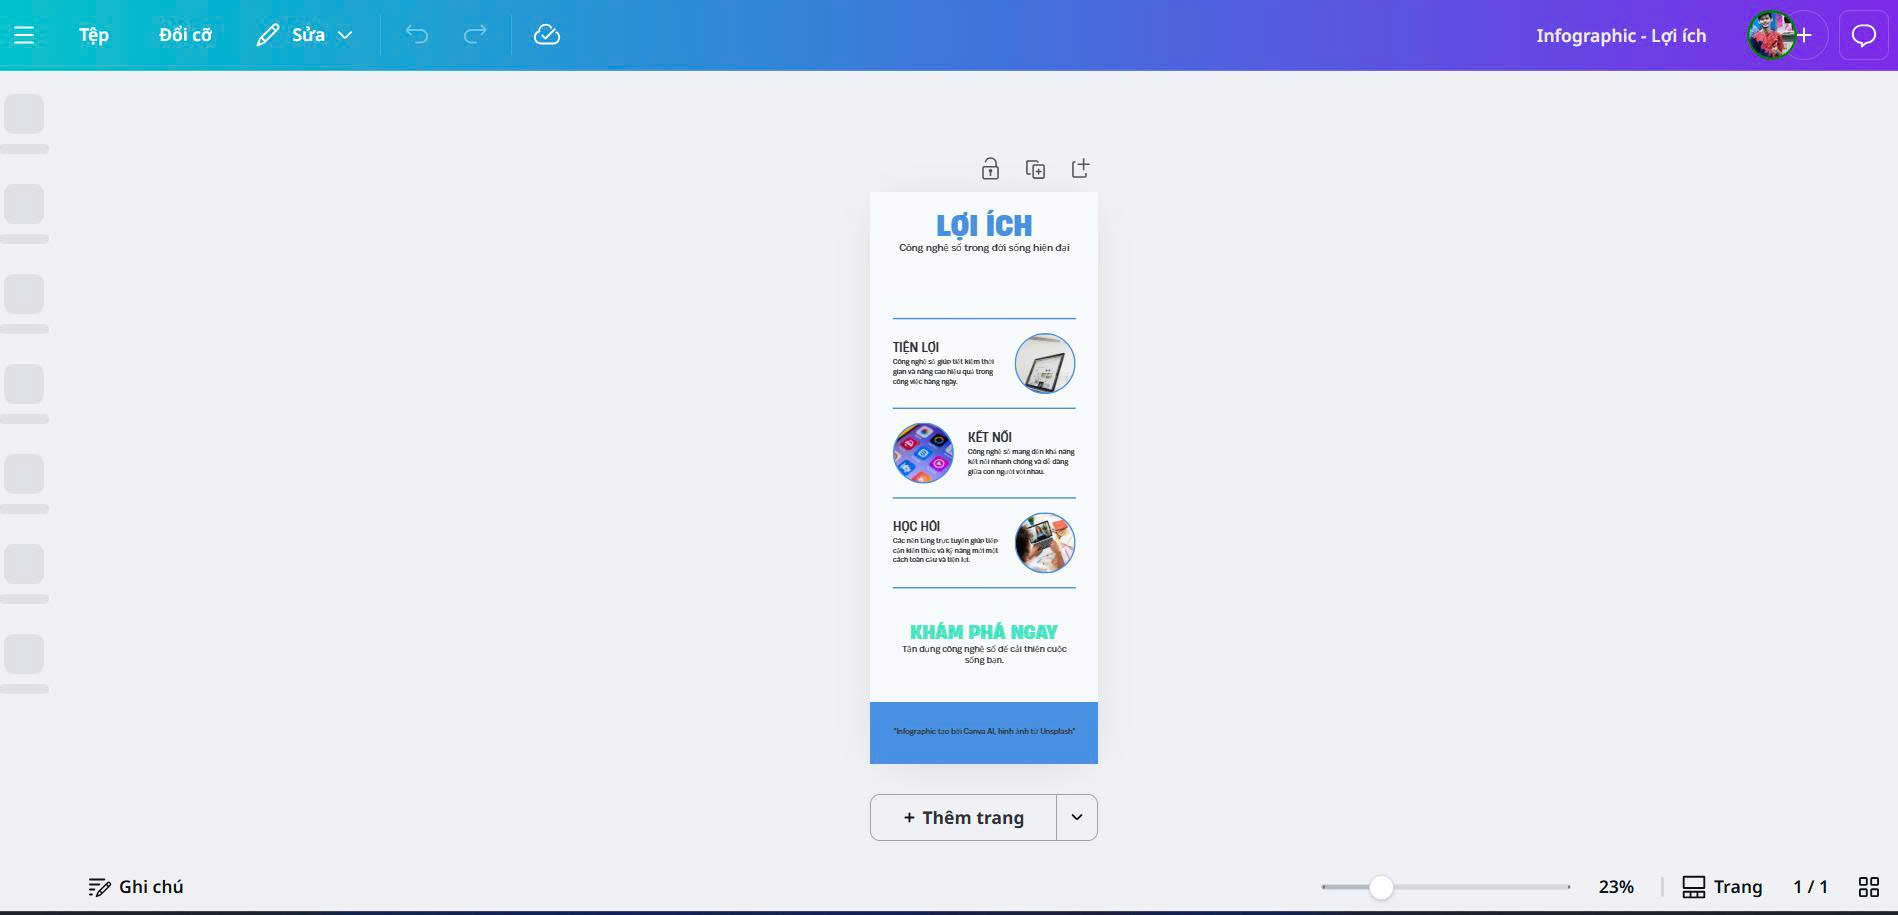 Tệp
Đổi cỡ
Sửa
Infographic - Lợi ích
LỢI ÍCH
Công nghệ số trong đời sống hiện đại
TIỆN LỢI
Công nghệ số giúp tiết kiệm thời
gian và nâng cao hiệu quả trong
công việc hàng ngày.
KẾT NỐI
Công nghệ số mang đến khả năng
kết nối nhanh chóng và dễ dàng
giữa con người với nhau.
HỌC HỎI
Các nền tảng trực tuyến giúp tiếp
cận kiến thức và kỹ năng mới một
cách toàn cầu và tiện lợi.
KHÁM PHÁ NGAY
Tận dụng công nghệ số để cải thiện cuộc
sống bạn.
"Infographic tạo bởi Canva AI, hình ảnh từ Unsplash"
+ Thêm trang
Ghi chú
23%
Trang
1 / 1